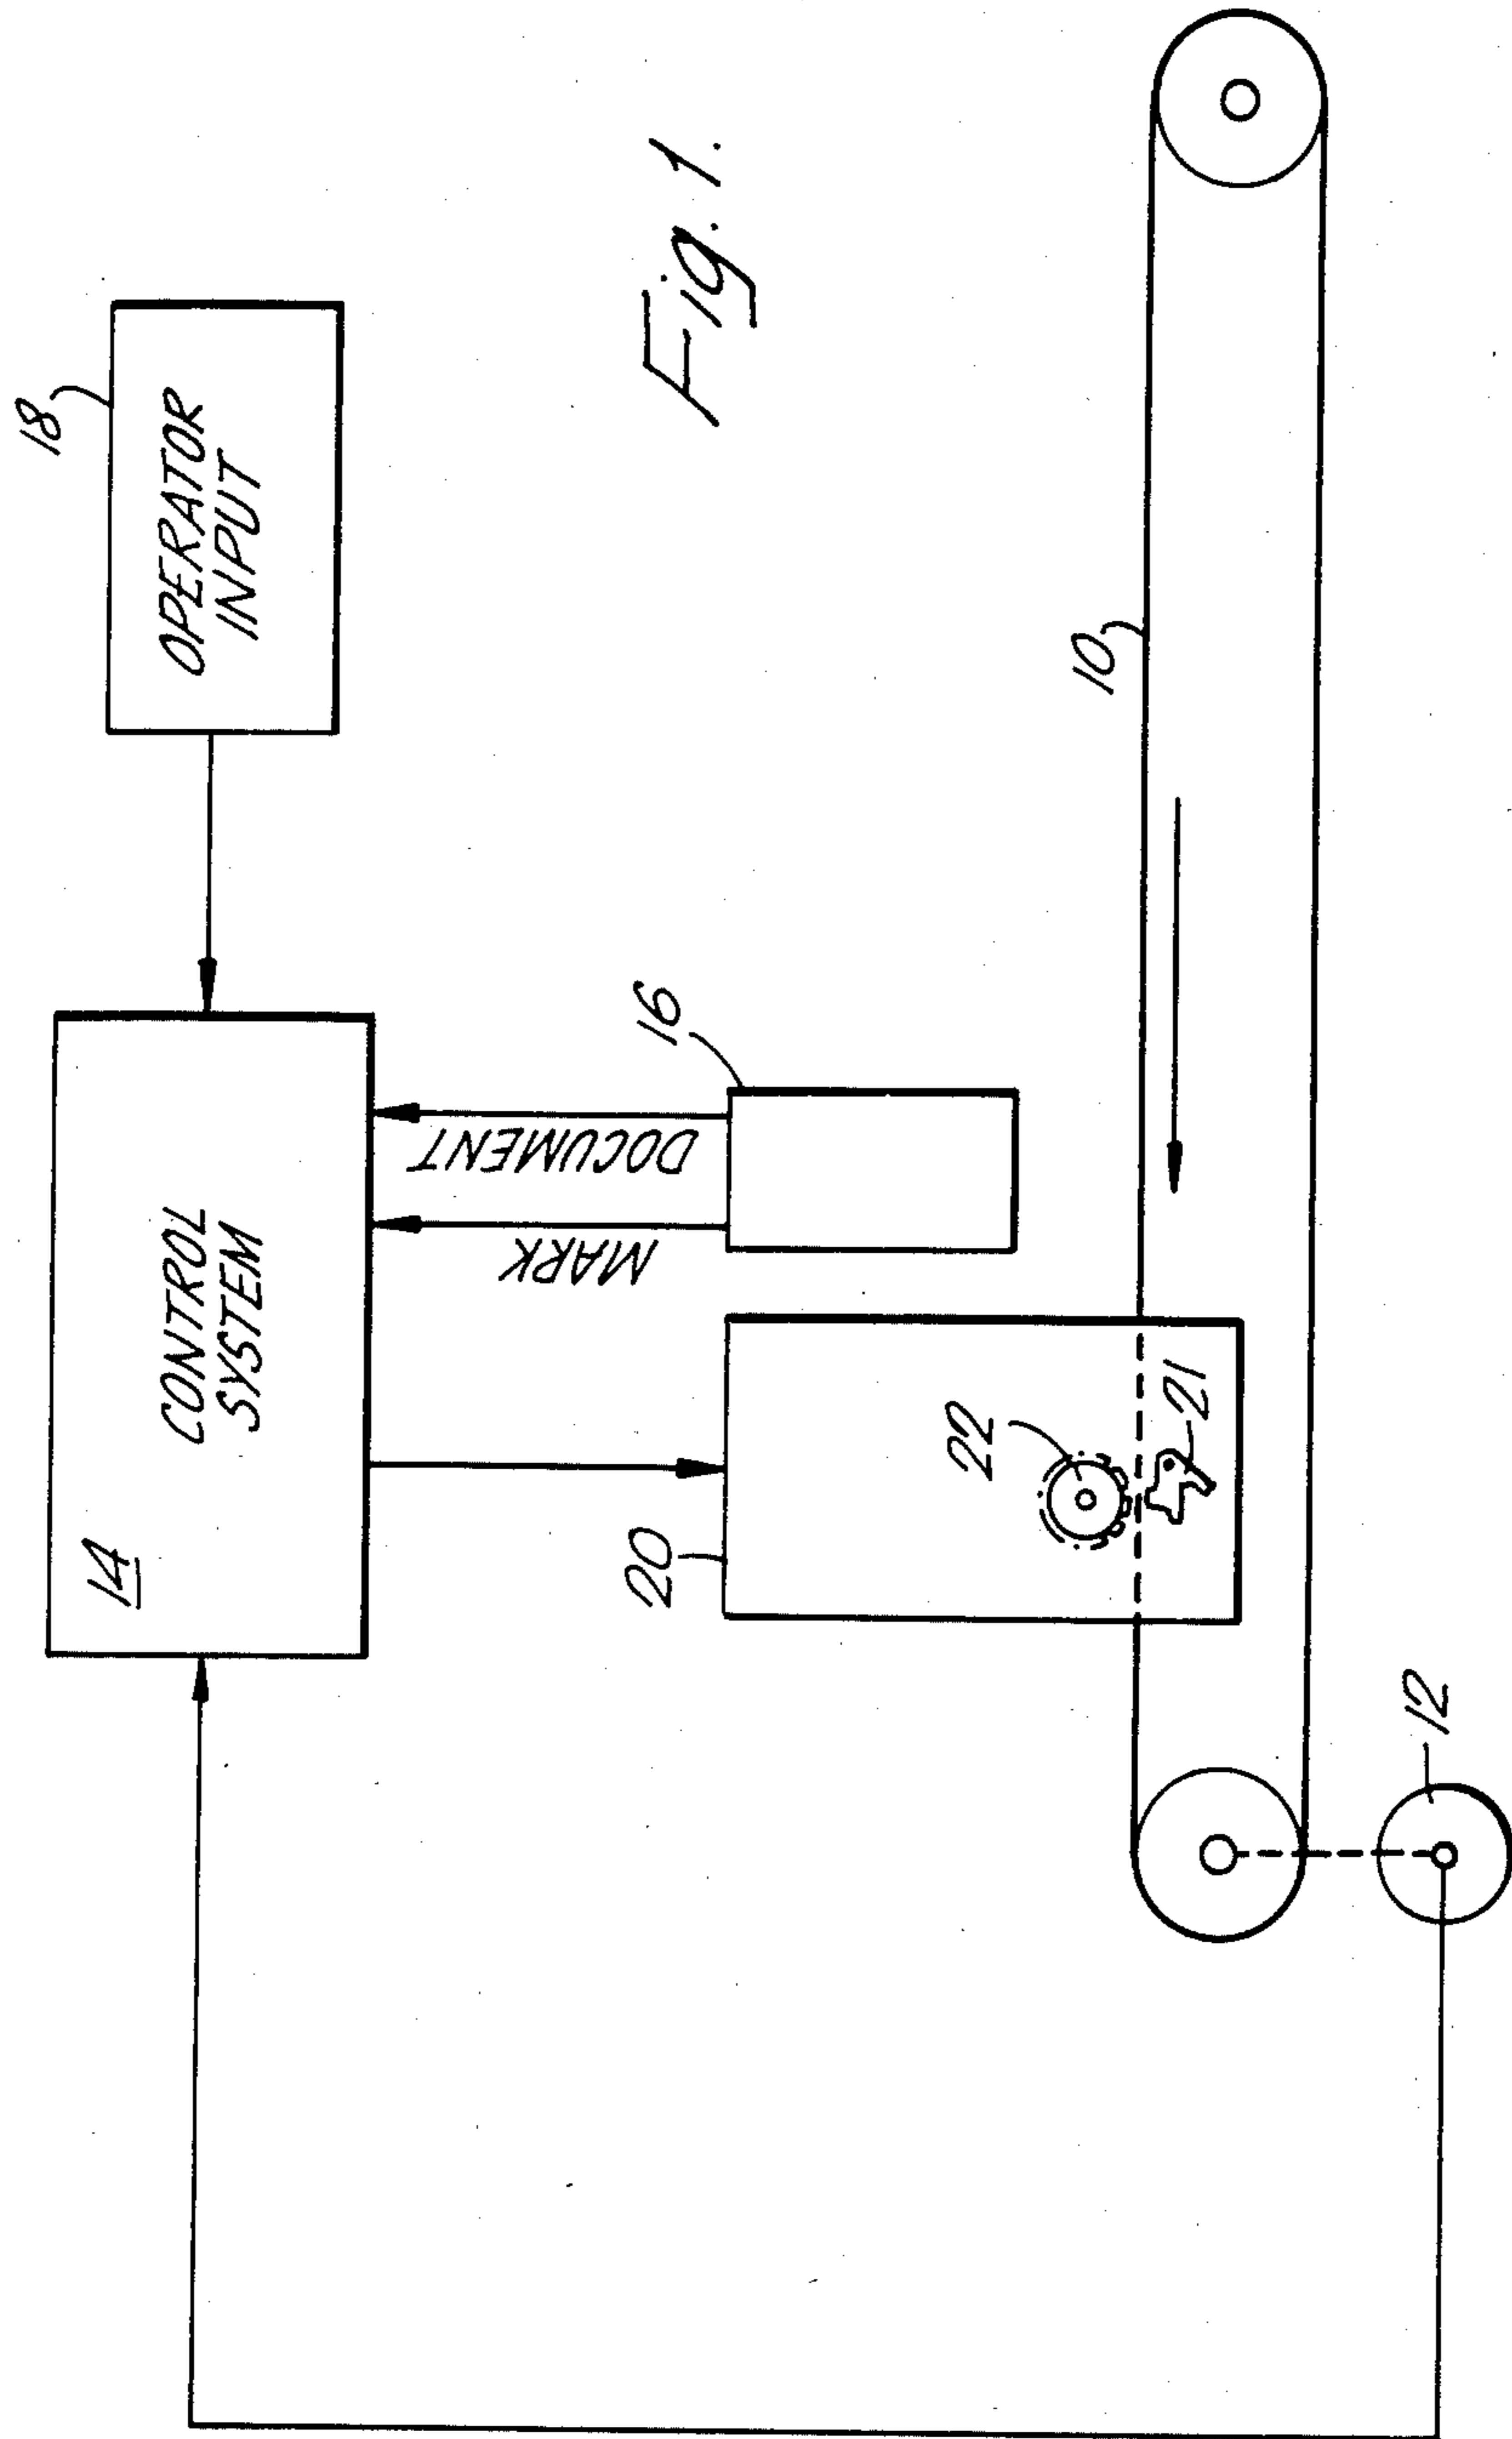 14
CONTROL
SYSTEM
18
OPERATOR
INPUT
MARK
DOCUMENT
16
20
22
21
10
12
Fig. 1.